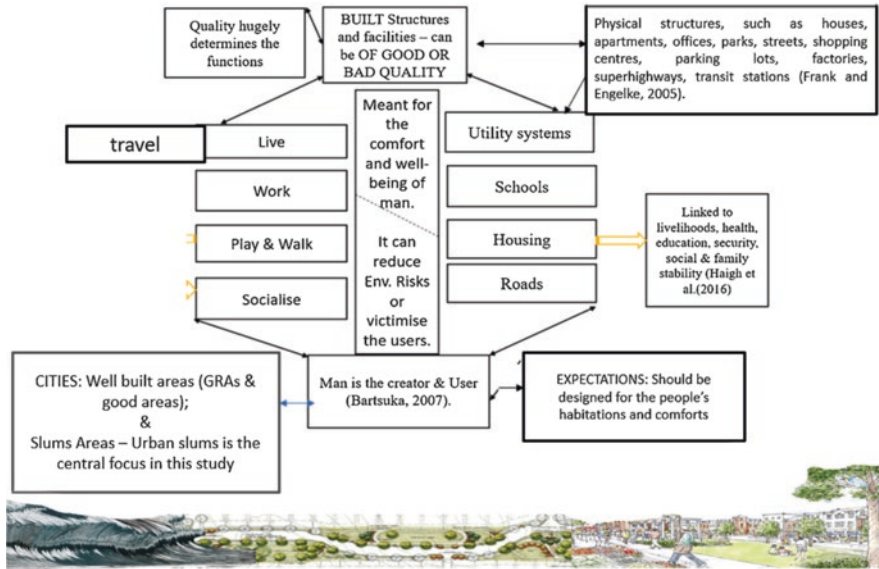 Quality hugely
determines the
functions
BUILT Structures
and facilities – can
be OF GOOD OR
BAD QUALITY
Physical structures, such as houses,
apartments, offices, parks, streets, shopping
centres, parking lots, factories,
superhighways, transit stations (Frank and
Engelke, 2005).
travel
Live
Work
Play & Walk
Socialise
Meant for
the
comfort
and well-
being of
man.
It can
reduce
Env. Risks
or
victimise
the users.
Utility systems
Schools
Housing
Roads
Linked to
livelihoods, health,
education, security,
social & family
stability (Haigh et
al.(2016)
CITIES: Well built areas (GRAs &
good areas);
&
Slums Areas – Urban slums is the
central focus in this study
Man is the creator & User
(Bartsuka, 2007).
EXPECTATIONS: Should be
designed for the people's
habitations and comforts